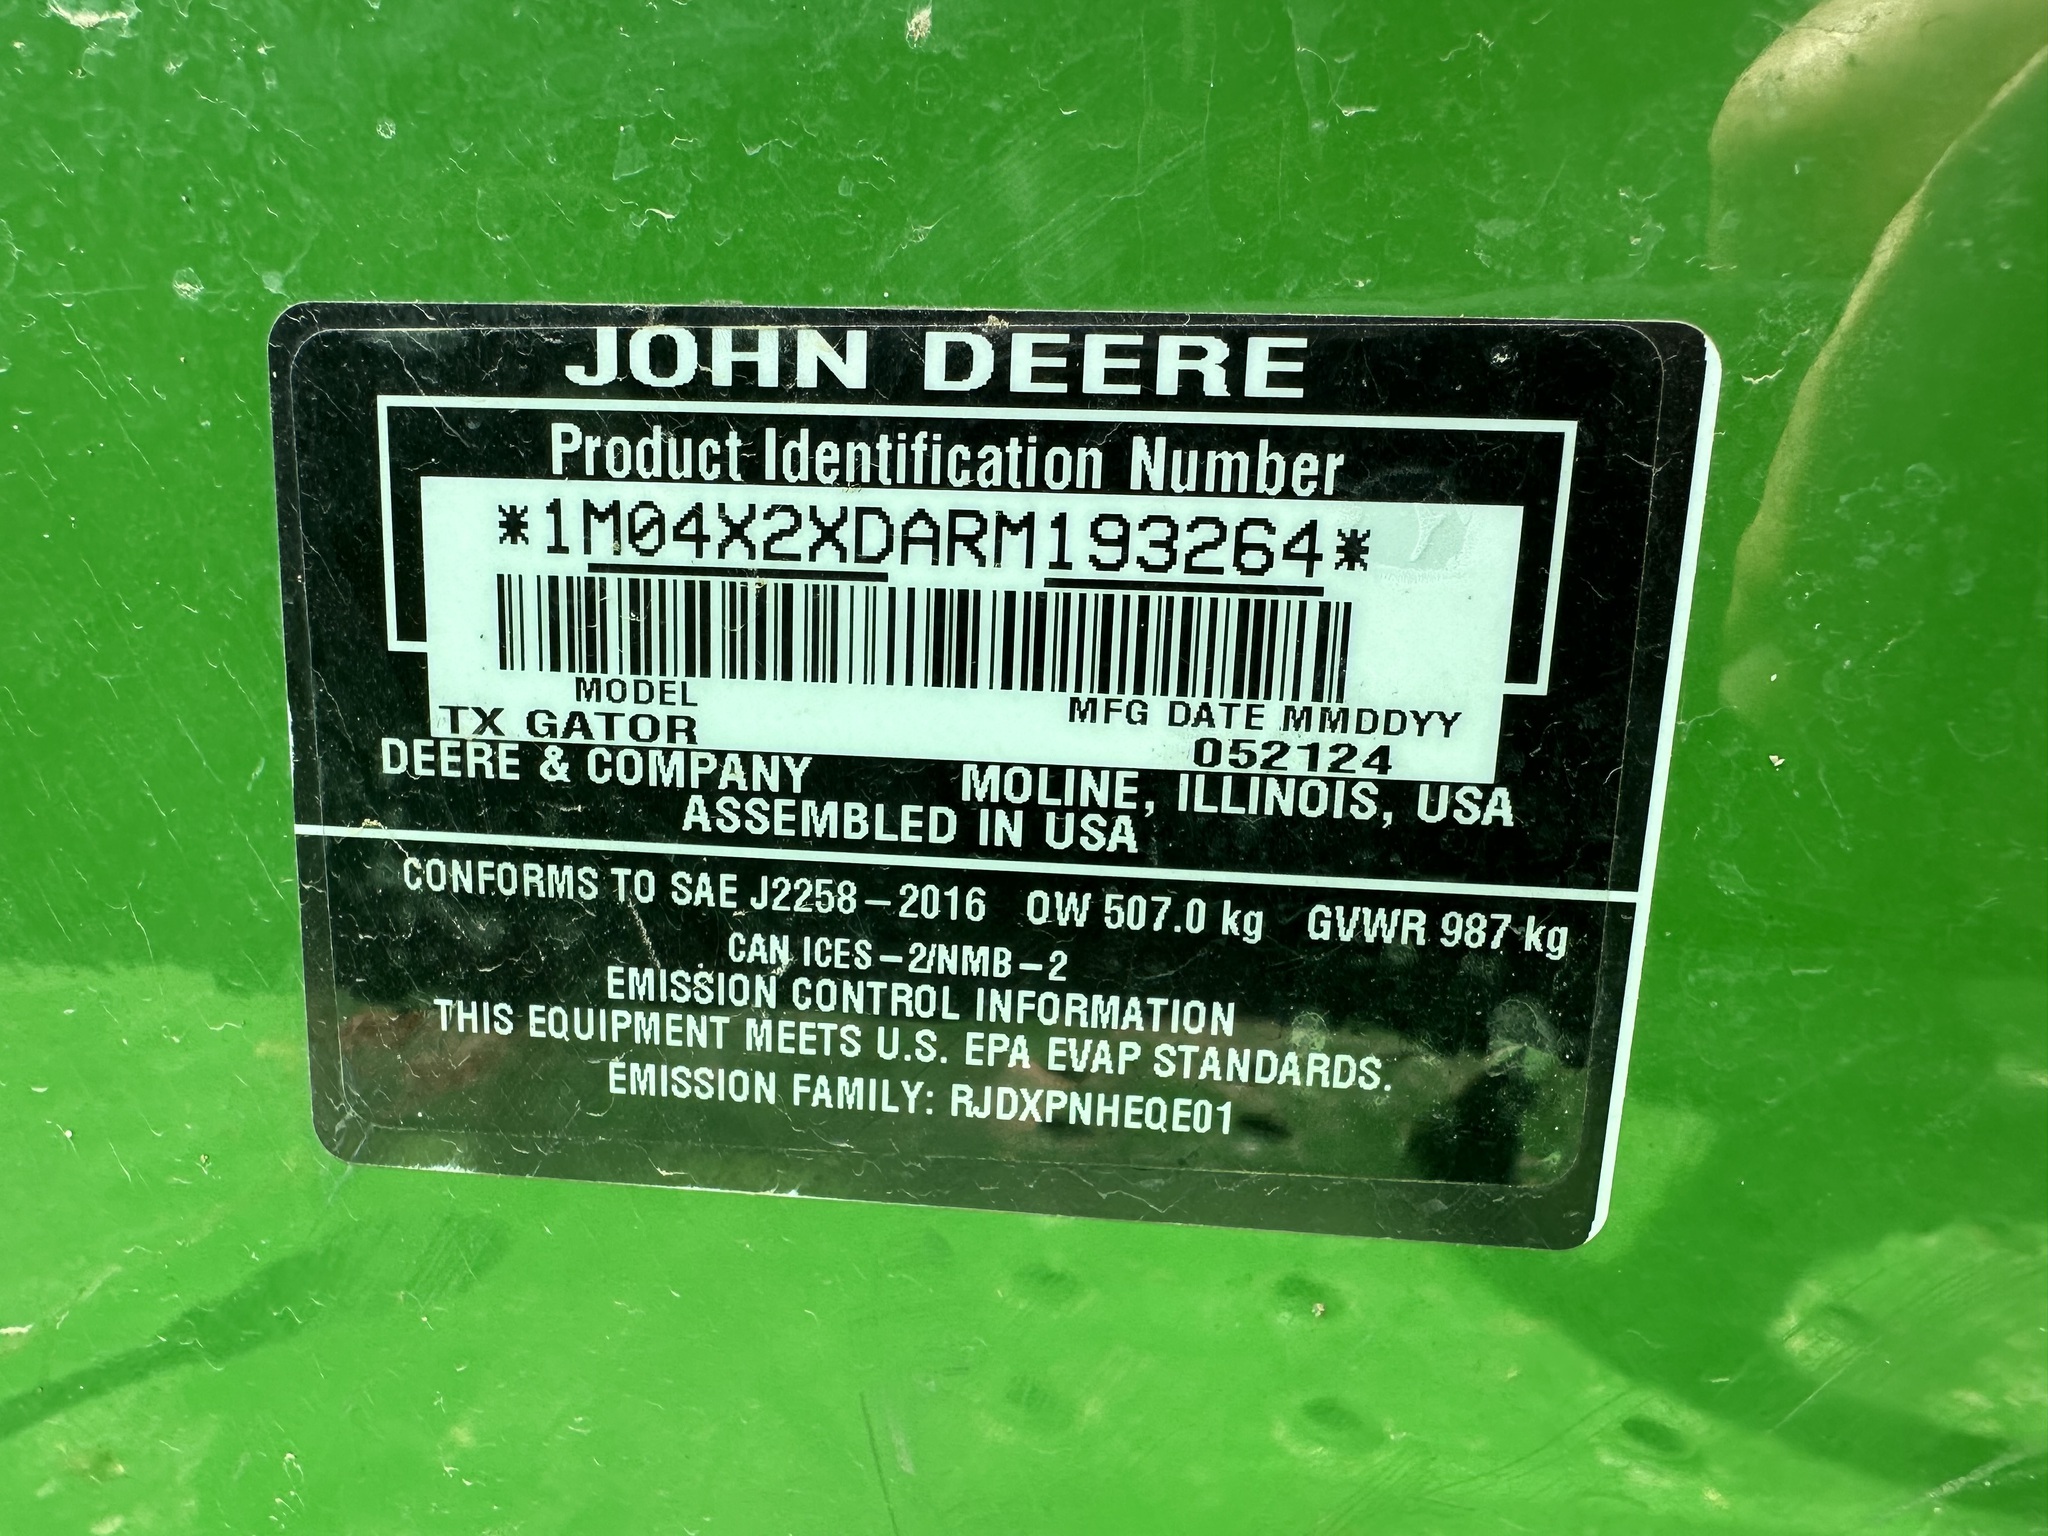 JOHN DEERE
Product Identification Number
*1M04X2XDARM193264*
MODEL
MFG DATE MMDDYY
TX GATOR
052124
DEERE & COMPANY MOLINE, ILLINOIS, USA
ASSEMBLED IN USA
CONFORMS TO SAE J2258-2016 OW 507.0 kg GVWR 987 kg
CAN ICES-2/NMB-2
EMISSION CONTROL INFORMATION
THIS EQUIPMENT MEETS U.S. EPA EVAP STANDARDS.
EMISSION FAMILY: RJDXPNHEQE01